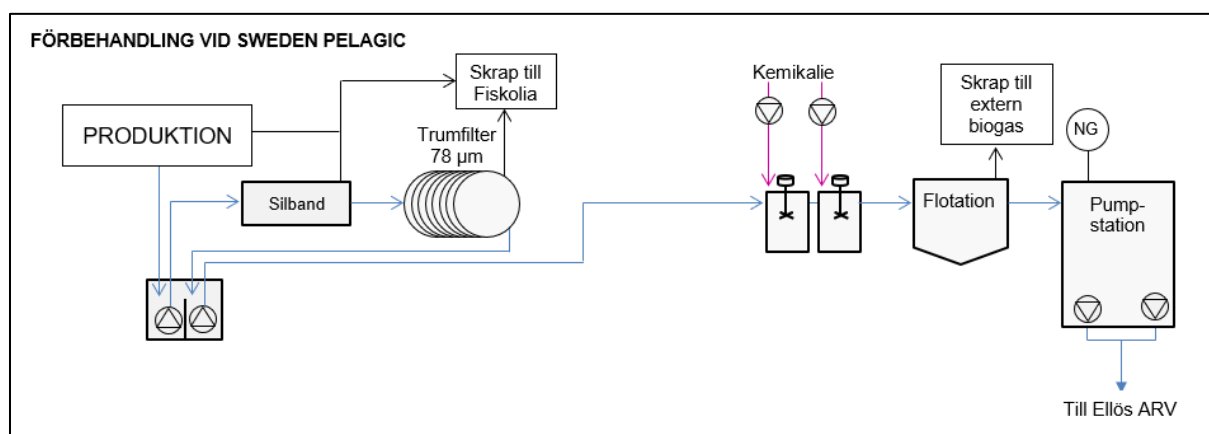 FÖRBEHANDLING VID SWEDEN PELAGIC
PRODUKTION
Skrap till
Fiskolia
Trumfilter
78 µm
Silband
Kemikalie
Skrap till
extern
biogas
NG
Flotation
Pump-
station
Till Ellös ARV